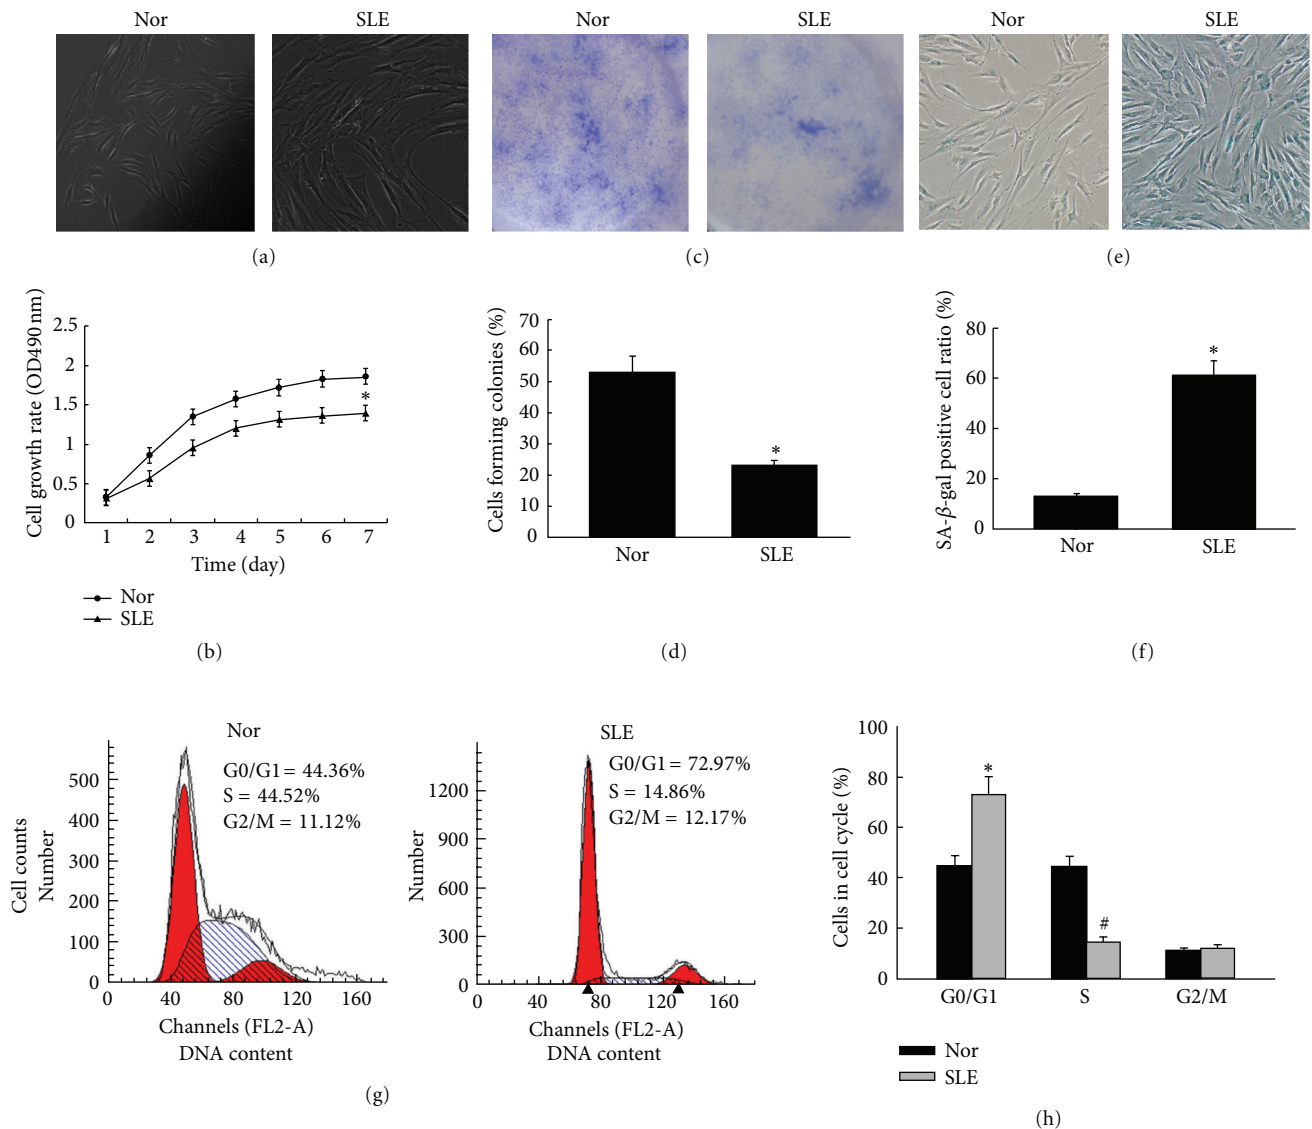 Nor SLE Nor SLE Nor SLE
(a) (c) (e)
Cell growth rate (OD490 nm)
2.5
2
1.5
1
0.5
0
*
1 2 3 4 5 6 7
Time (day)
Nor
SLE
(b)
Cells forming colonies (%)
70
60
50
40
30
20
10
0
*
Nor SLE
(d)
SA-β-gal positive cell ratio (%)
80
60
40
20
0
*
Nor SLE
(f)
Nor
G0/G1 = 44.36%
S = 44.52%
G2/M = 11.12%
Cell counts
Number
500
400
300
200
100
0
0 40 80 120 160
Channels (FL2-A)
DNA content
SLE
G0/G1 = 72.97%
S = 14.86%
G2/M = 12.17%
Number
1200
900
600
300
0
0 40 80 120 160
Channels (FL2-A)
DNA content
(g)
Cells in cell cycle (%)
100
80
60
40
20
0
*
#
G0/G1 S G2/M
Nor
SLE
(h)